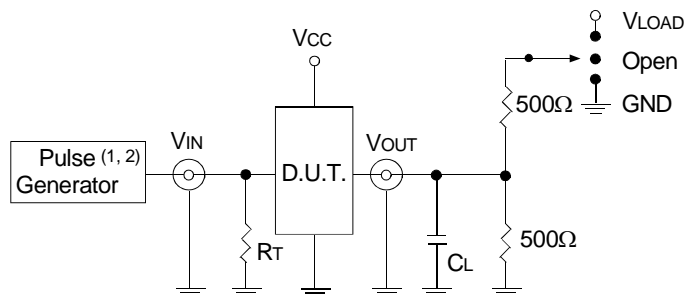 VLOAD
Open
GND
VCC
500Ω
VIN
VOUT
Pulse (1, 2)
Generator
D.U.T.
RT
CL
500Ω